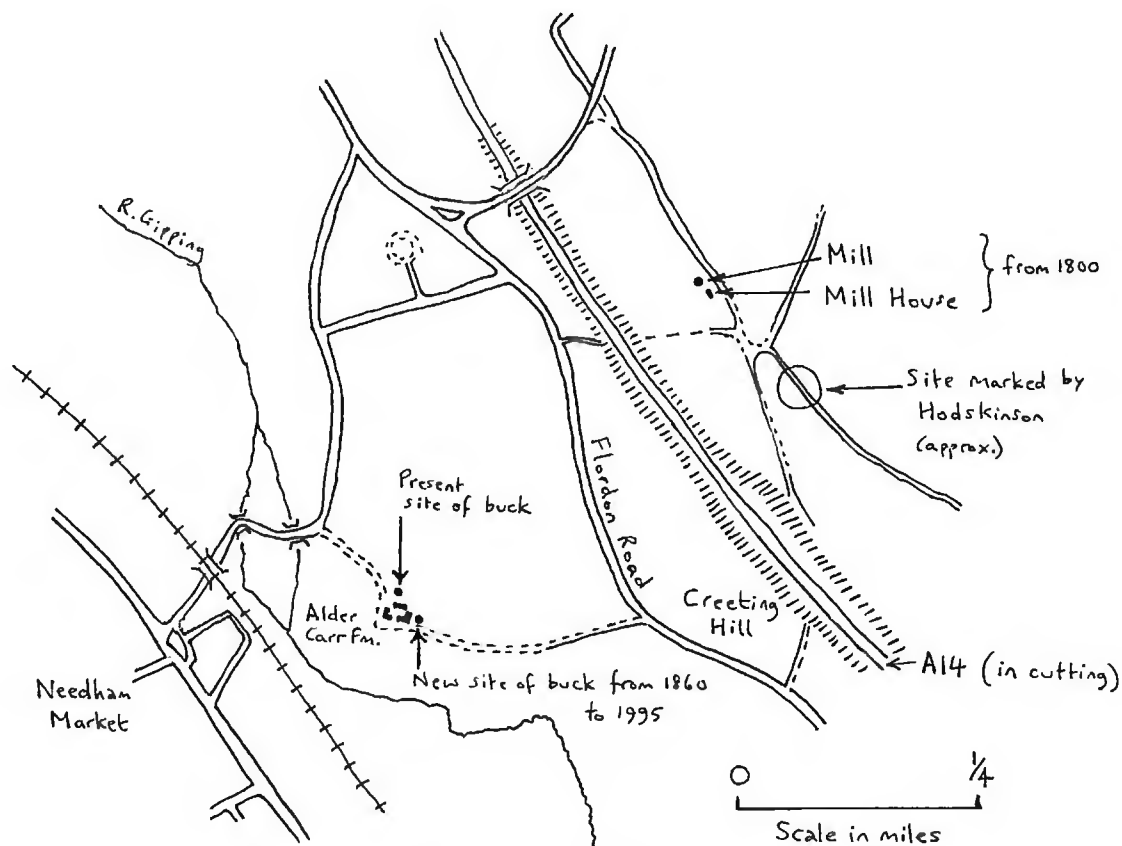 R. Gipping
Mill
Mill House
from 1800
Site marked by
Hodskinson
(approx.)
Present
site of buck
Flordon Road
Alder
Carr Fm.
Creeting
Hill
New site of buck from 1860
to 1995
A14 (in cutting)
Needham
Market
0 1/4
Scale in miles